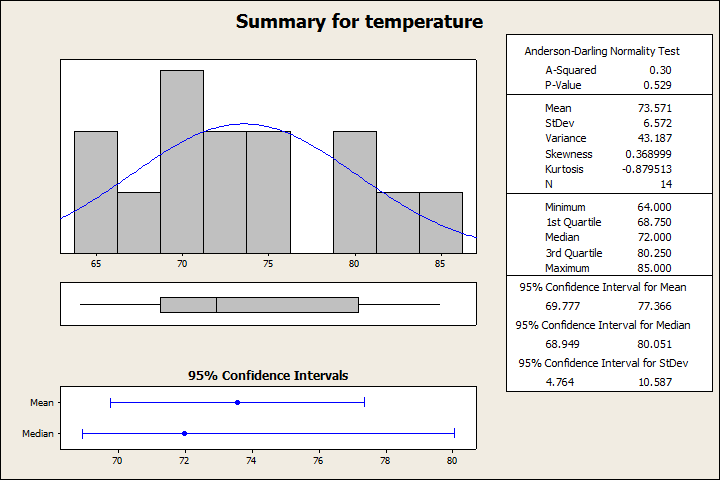 Summary for temperature
65 70 75 80 85
95% Confidence Intervals
Mean
Median
70 72 74 76 78 80
Anderson-Darling Normality Test
A-Squared 0.30
P-Value 0.529
Mean 73.571
StDev 6.572
Variance 43.187
Skewness 0.368999
Kurtosis -0.879513
N 14
Minimum 64.000
1st Quartile 68.750
Median 72.000
3rd Quartile 80.250
Maximum 85.000
95% Confidence Interval for Mean
69.777 77.366
95% Confidence Interval for Median
68.949 80.051
95% Confidence Interval for StDev
4.764 10.587